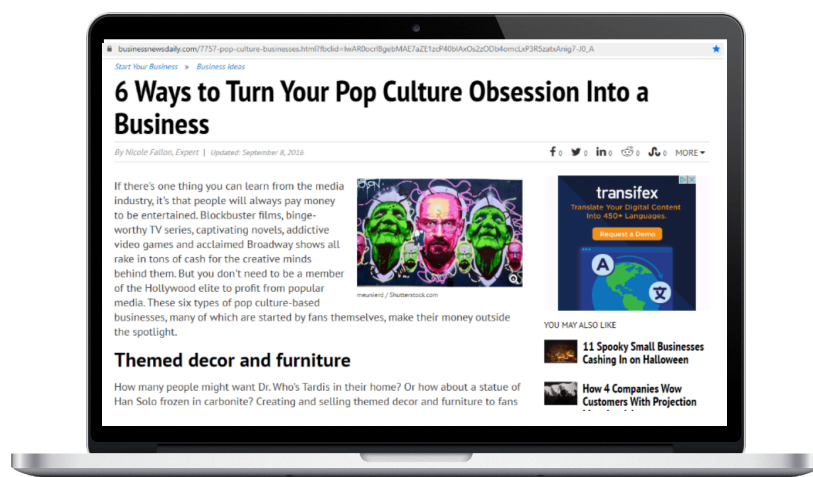 businessnewsdaily.com/7757-pop-culture-businesses.html?fbclid=IwAR0ocrlBgebMAE7aZE1zcP40blAxOs2zODb4omcLxP3R5zatxAnig7-J0_A
Start Your Business » Business Ideas
6 Ways to Turn Your Pop Culture Obsession Into a
Business
By Nicole Fallon, Expert | Updated: September 8, 2016
0 0 0 0 0 MORE
If there's one thing you can learn from the media
industry, it's that people will always pay money
to be entertained. Blockbuster films, binge-
worthy TV series, captivating novels, addictive
video games and acclaimed Broadway shows all
rake in tons of cash for the creative minds
behind them. But you don't need to be a member
of the Hollywood elite to profit from popular
media. These six types of pop culture-based
businesses, many of which are started by fans themselves, make their money outside
the spotlight.
meunierd / Shutterstock.com
Themed decor and furniture
How many people might want Dr. Who's Tardis in their home? Or how about a statue of
Han Solo frozen in carbonite? Creating and selling themed decor and furniture to fans
transifex
Translate Your Digital Content
Into 450+ Languages.
Request a Demo
A
文
YOU MAY ALSO LIKE
11 Spooky Small Businesses
Cashing In on Halloween
How 4 Companies Wow
Customers With Projection